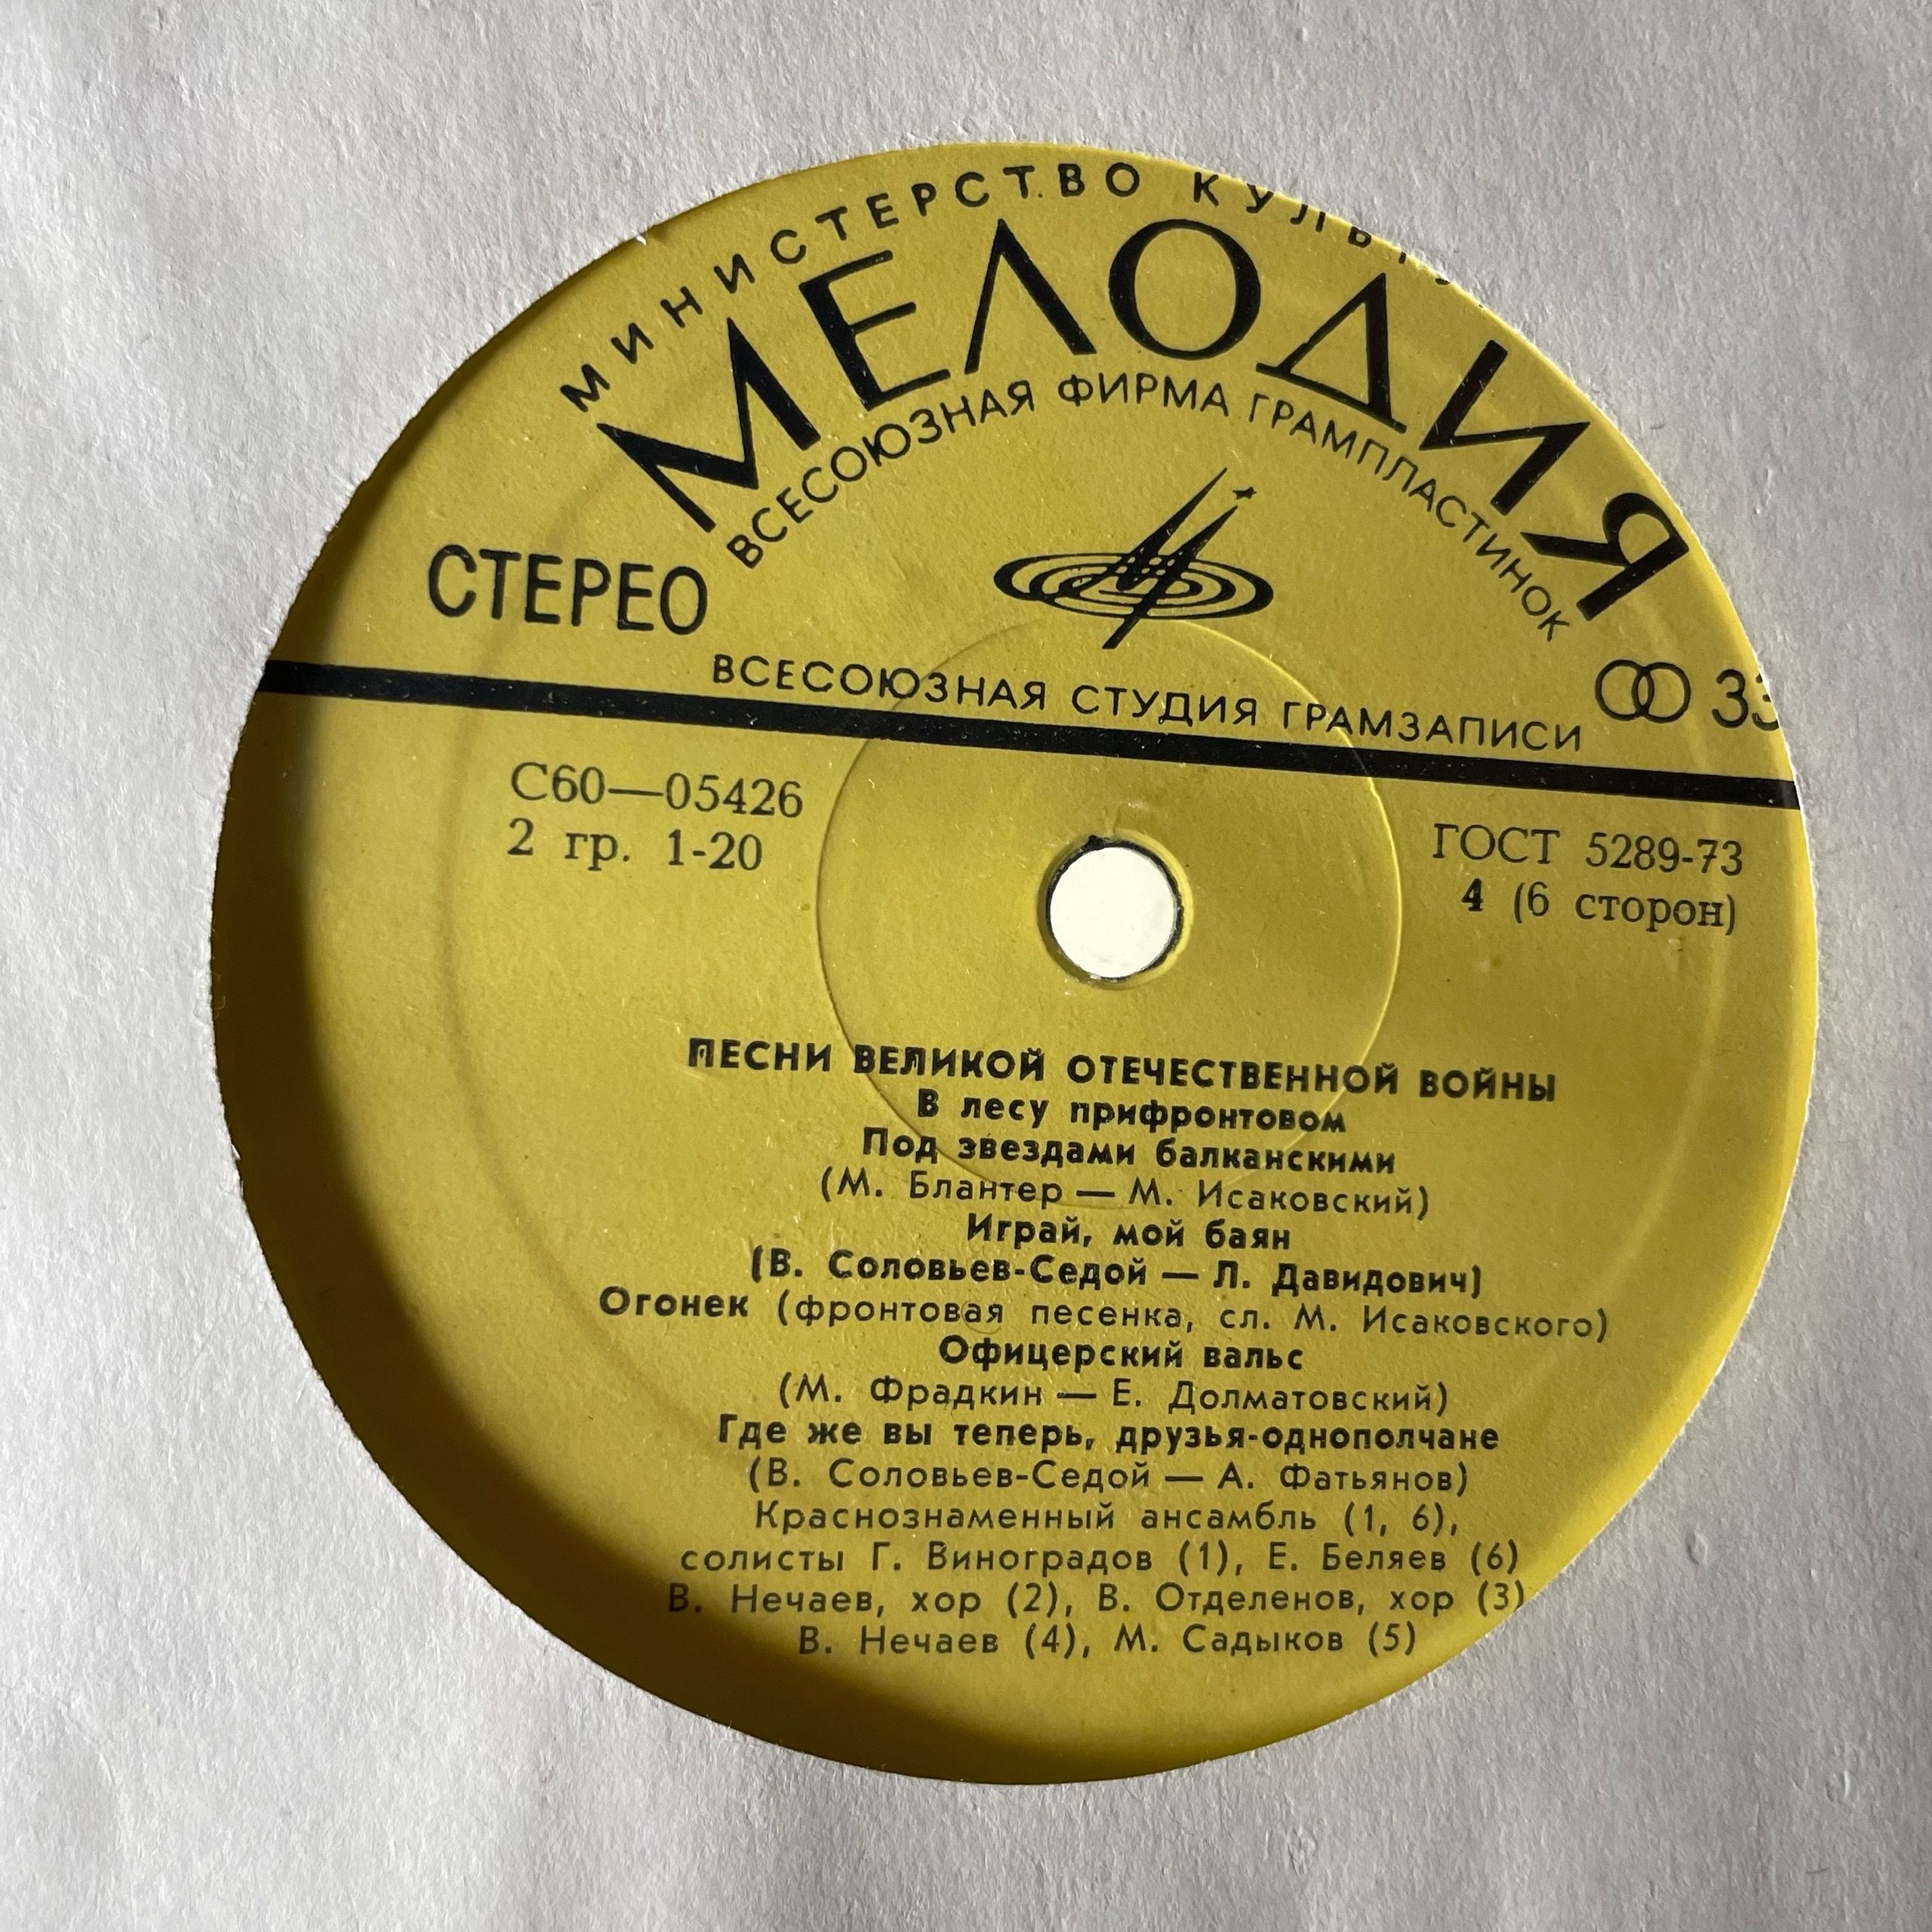 МИНИСТЕРСТВО
МЕЛОДИЯ
ВСЕСОЮЗНАЯ ФИРМА ГРАМПЛАСТИНОК
СТЕРЕО
ВСЕСОЮЗНАЯ СТУДИЯ ГРАМЗАПИСИ
33
С60—05426
2 гр. 1-20
ГОСТ 5289-73
4 (6 сторон)
ПЕСНИ ВЕЛИКОЙ ОТЕЧЕСТВЕННОЙ ВОЙНЫ
В лесу прифронтовом
Под звездами балканскими
(М. Блантер — М. Исаковский)
Играй, мой баян
(В. Соловьев-Седой — Л. Давидович)
Огонек (фронтовая песенка, сл. М. Исаковского)
Офицерский вальс
(М. Фрадкин — Е. Долматовский)
Где же вы теперь, друзья-однополчане
(В. Соловьев-Седой — А. Фатьянов)
Краснознаменный ансамбль (1, 6),
солисты Г. Виноградов (1), Е. Беляев (6)
В. Нечаев, хор (2), В. Отделенов, хор (3)
В. Нечаев (4), М. Садыков (5)